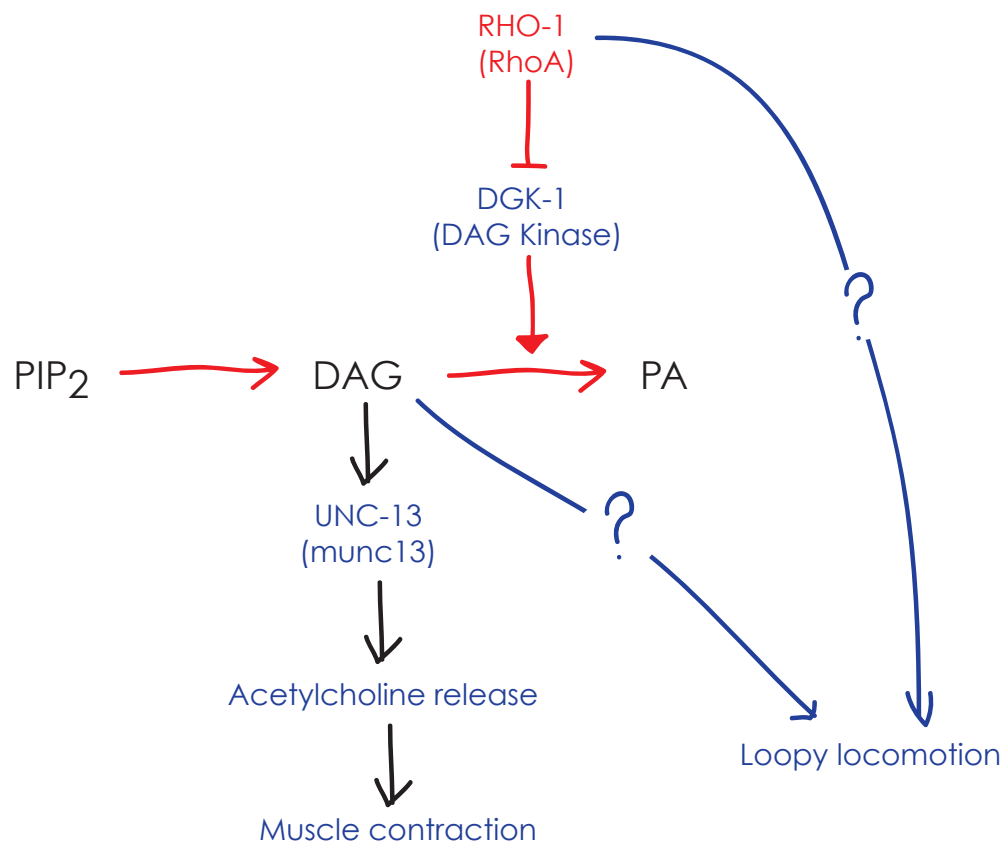 RHO-1
(RhoA)
DGK-1
(DAG Kinase)
?
PIP2
DAG
PA
UNC-13
(munc13)
?
Acetylcholine release
Loopy locomotion
Muscle contraction